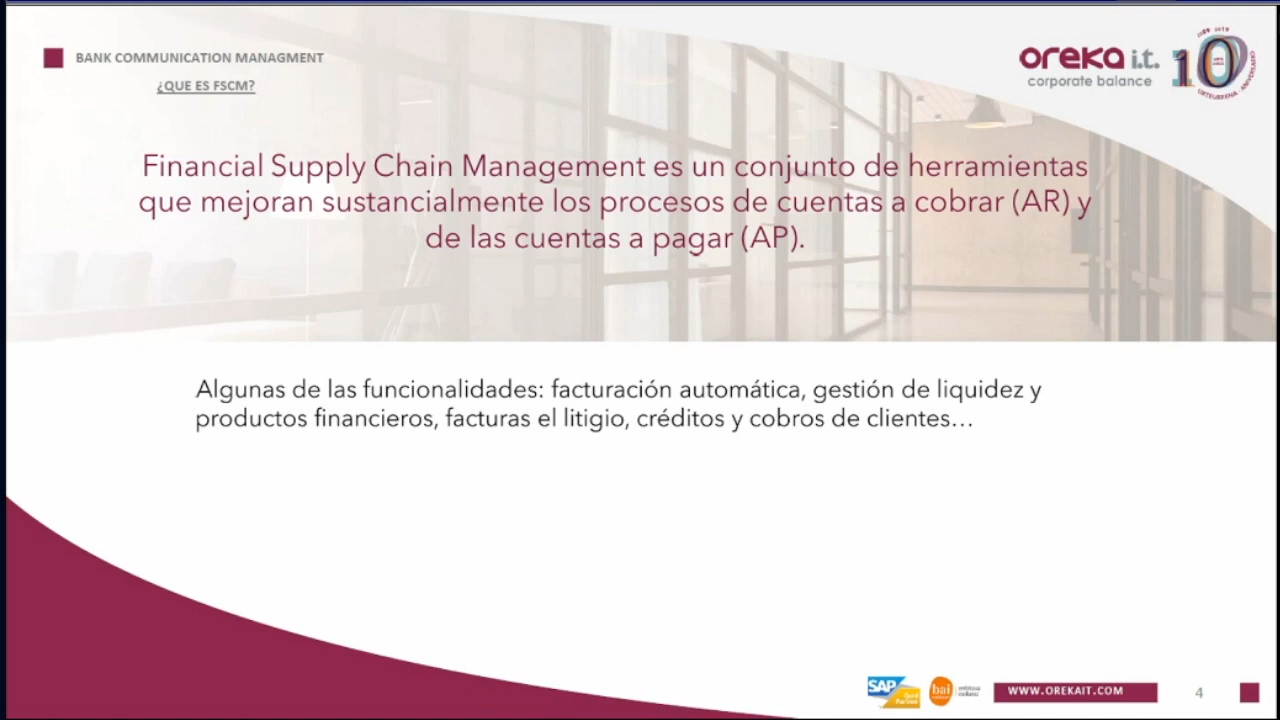 BANK COMMUNICATION MANAGMENT
¿QUE ES FSCM?
oreka i.t.
corporate balance
10
Financial Supply Chain Management es un conjunto de herramientas
que mejoran sustancialmente los procesos de cuentas a cobrar (AR) y
de las cuentas a pagar (AP).
Algunas de las funcionalidades: facturación automática, gestión de liquidez y
productos financieros, facturas el litigio, créditos y cobros de clientes...
SAP
bai
WWW.OREKAIT.COM
4